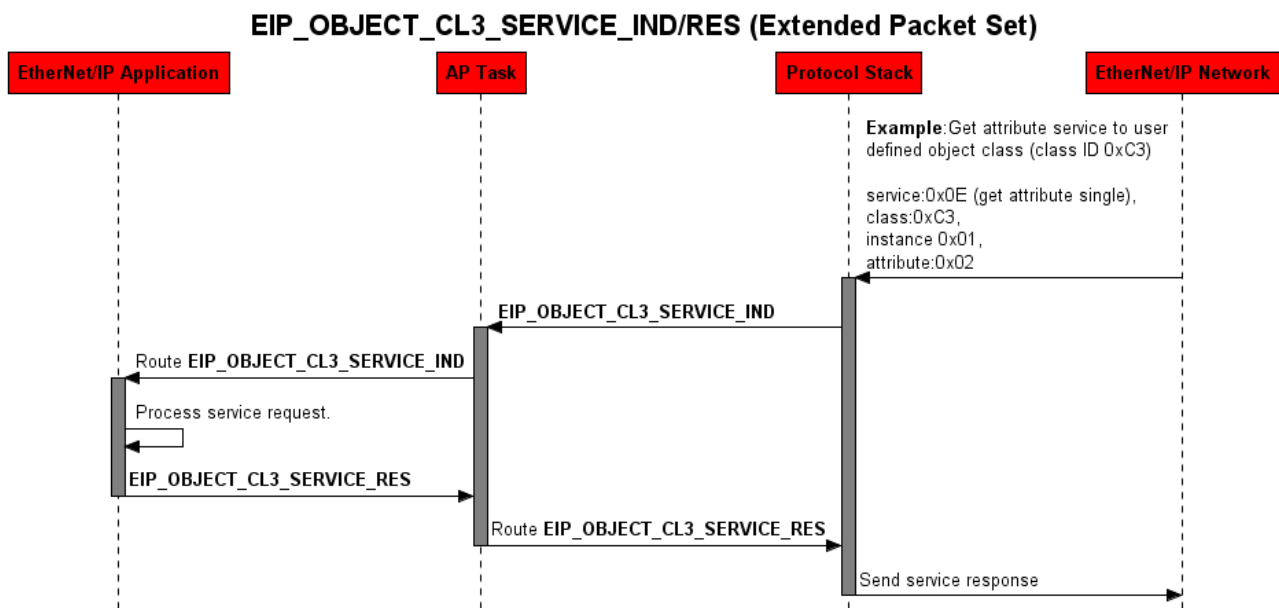 EIP_OBJECT_CL3_SERVICE_IND/RES (Extended Packet Set)
EtherNet/IP Application
AP Task
Protocol Stack
EtherNet/IP Network
Example:Get attribute service to user
defined object class (class ID 0xC3)
service:0x0E (get attribute single),
class:0xC3,
instance 0x01,
attribute:0x02
EIP_OBJECT_CL3_SERVICE_IND
Route EIP_OBJECT_CL3_SERVICE_IND
Process service request.
EIP_OBJECT_CL3_SERVICE_RES
Route EIP_OBJECT_CL3_SERVICE_RES
Send service response